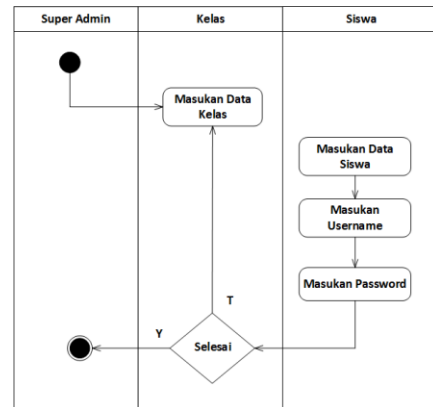 Super Admin
Kelas
Siswa
Masukan Data
Kelas
Masukan Data
Siswa
Masukan
Username
Masukan Password
T
Y
Selesai